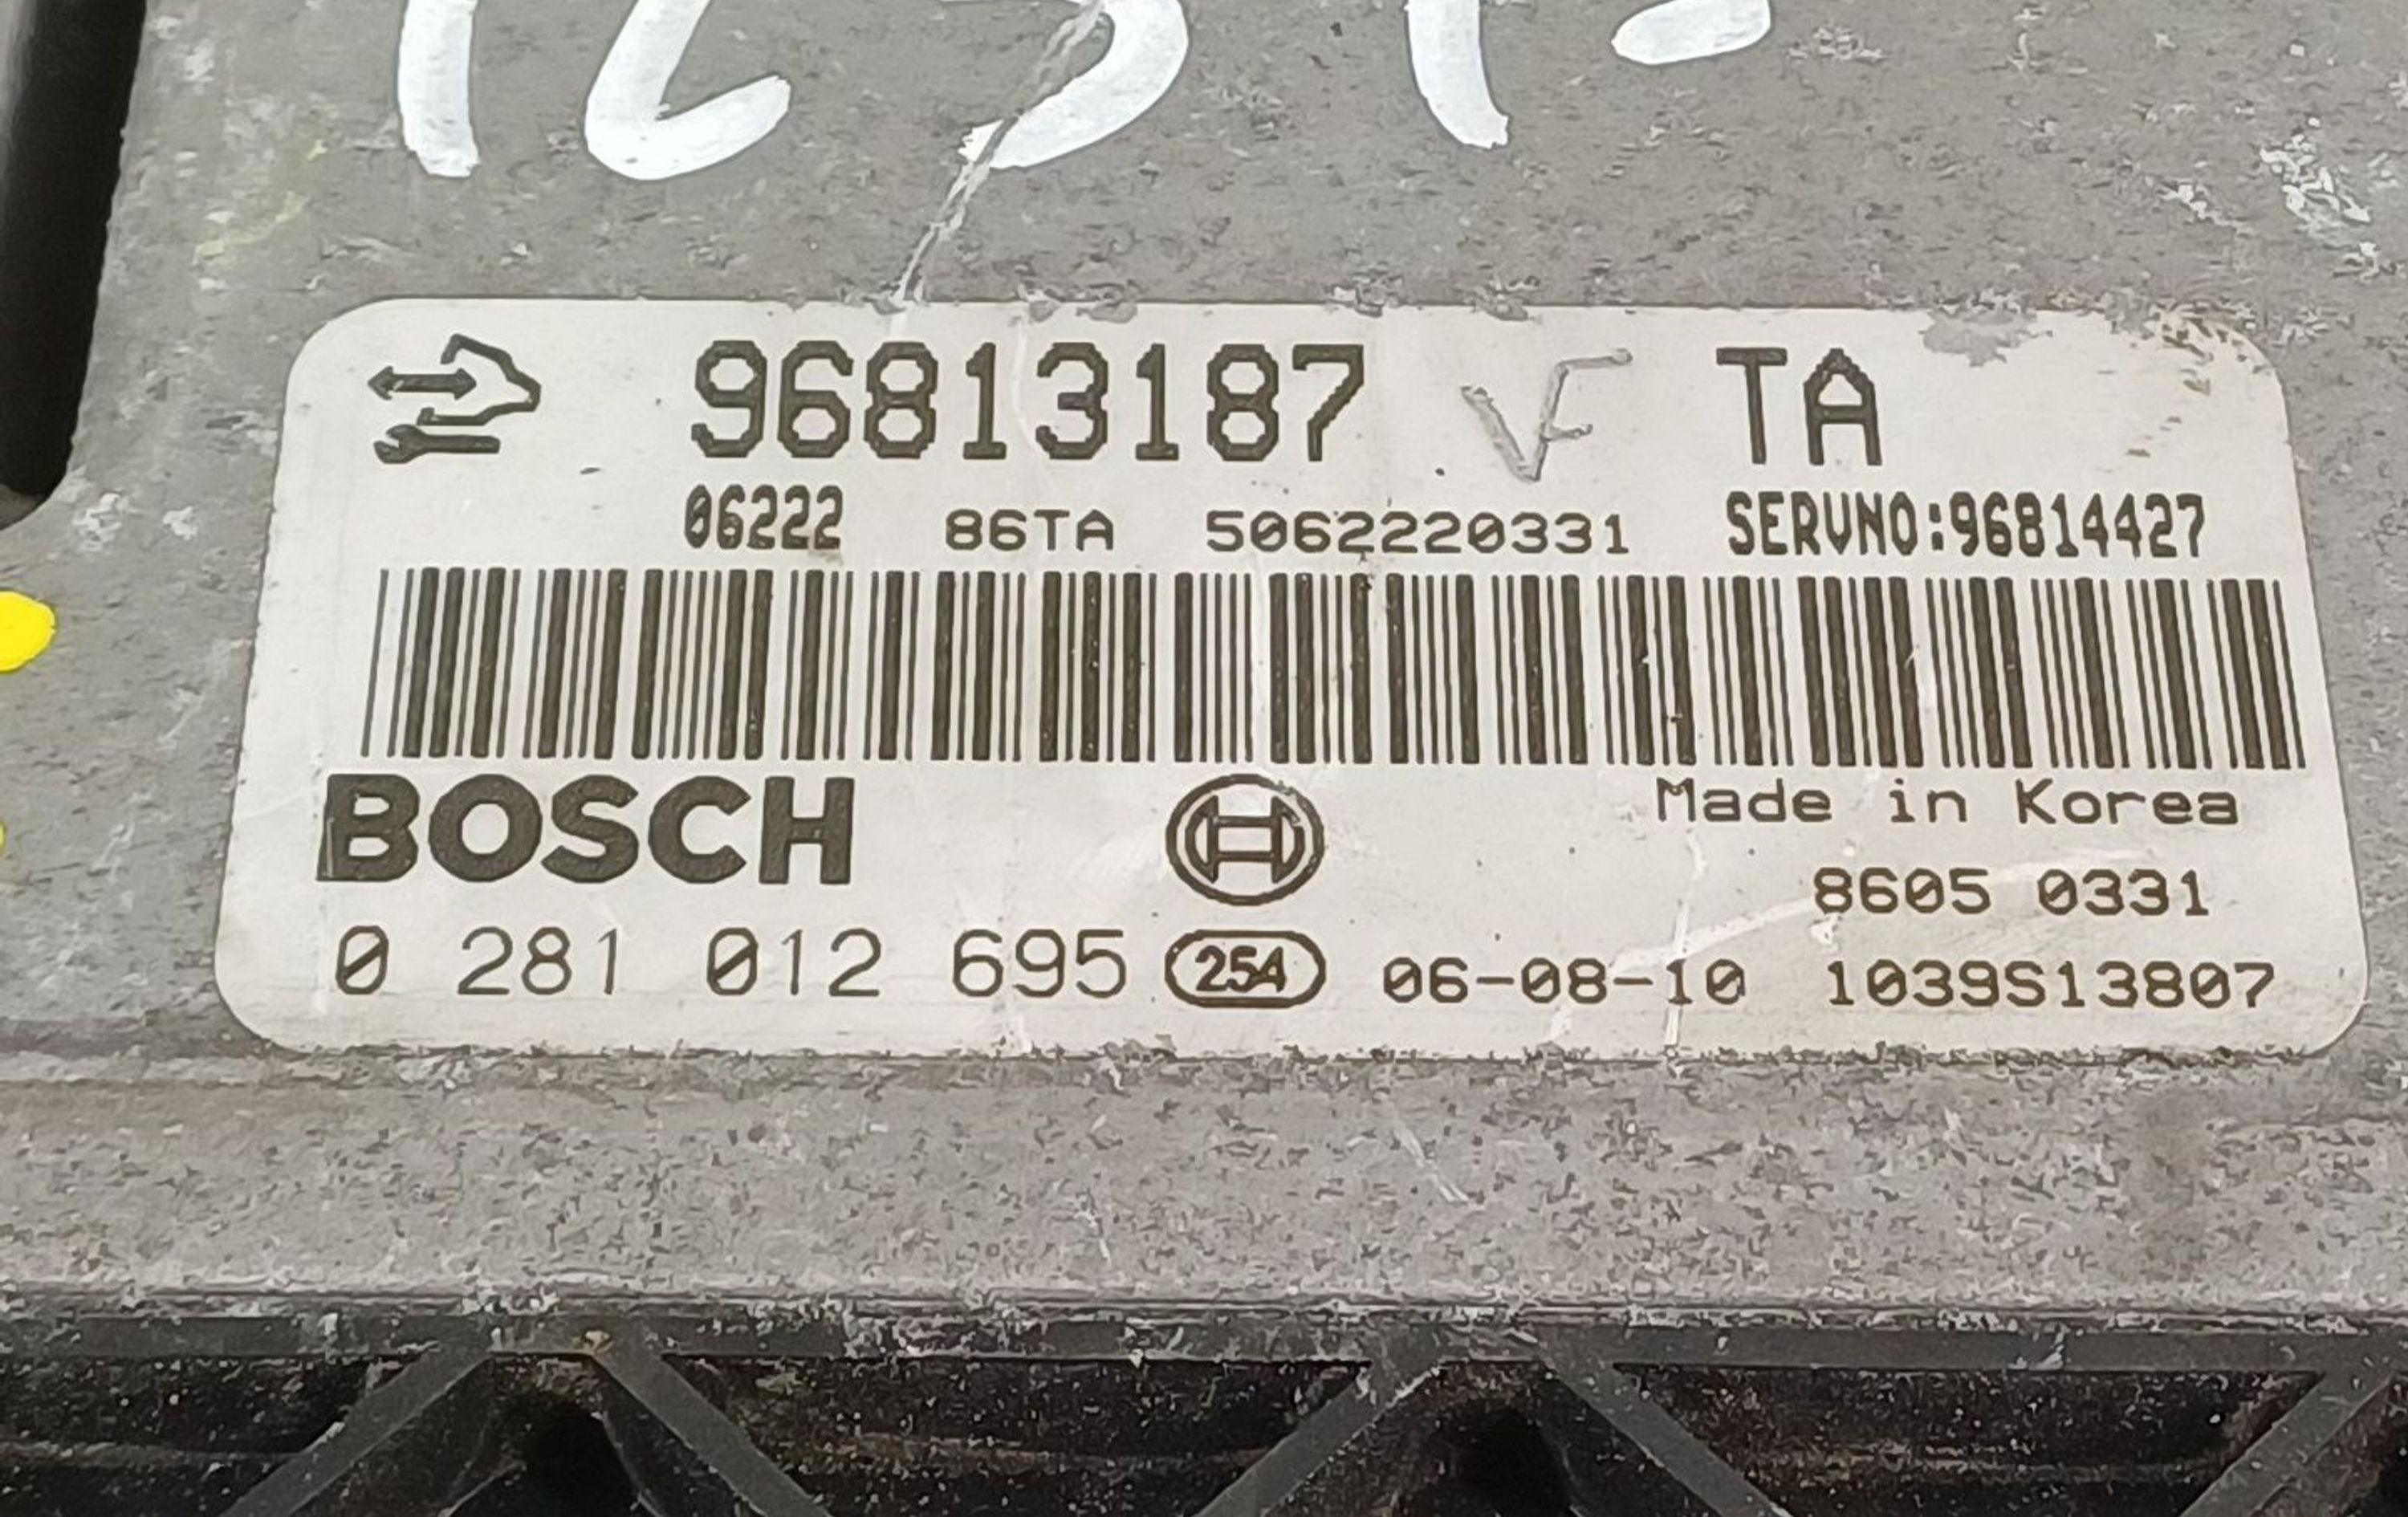 96813187 VF TA
06222 86TA 5062220331 SERVNO:96814427
BOSCH
Made in Korea
8605 0331
0 281 012 695 254 06-08-10 1039S13807